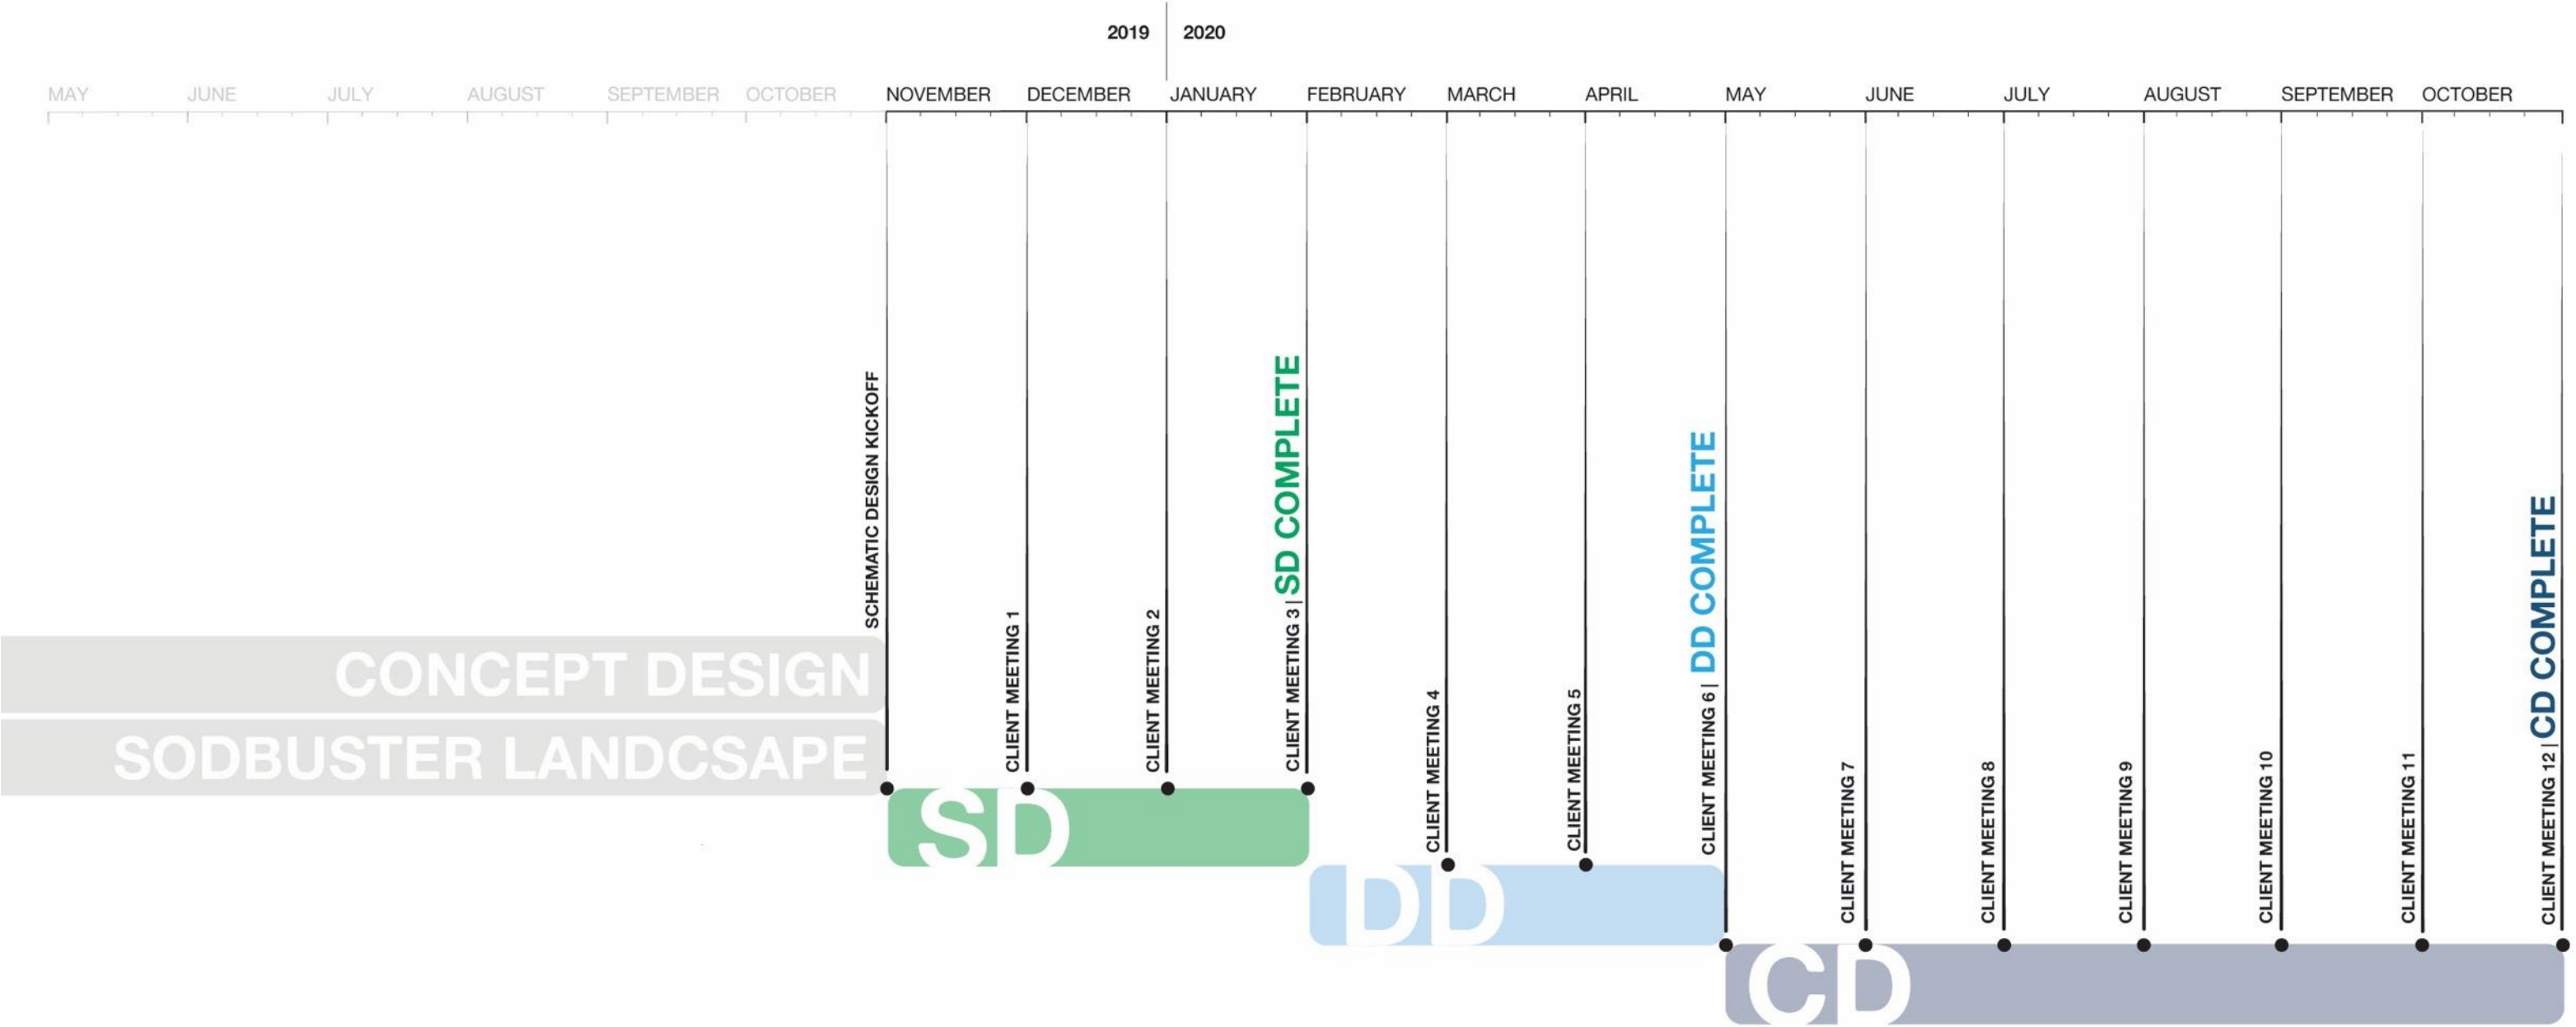 2019 2020
MAY JUNE JULY AUGUST SEPTEMBER OCTOBER NOVEMBER DECEMBER JANUARY FEBRUARY MARCH APRIL MAY JUNE JULY AUGUST SEPTEMBER OCTOBER
SCHEMATIC DESIGN KICKOFF
CLIENT MEETING 1
CLIENT MEETING 2
CLIENT MEETING 3 | SD COMPLETE
CLIENT MEETING 4
CLIENT MEETING 5
CLIENT MEETING 6 | DD COMPLETE
CLIENT MEETING 7
CLIENT MEETING 8
CLIENT MEETING 9
CLIENT MEETING 10
CLIENT MEETING 11
CLIENT MEETING 12 | CD COMPLETE
CONCEPT DESIGN
SODBUSTER LANDCSAPE
SD
DD
CD